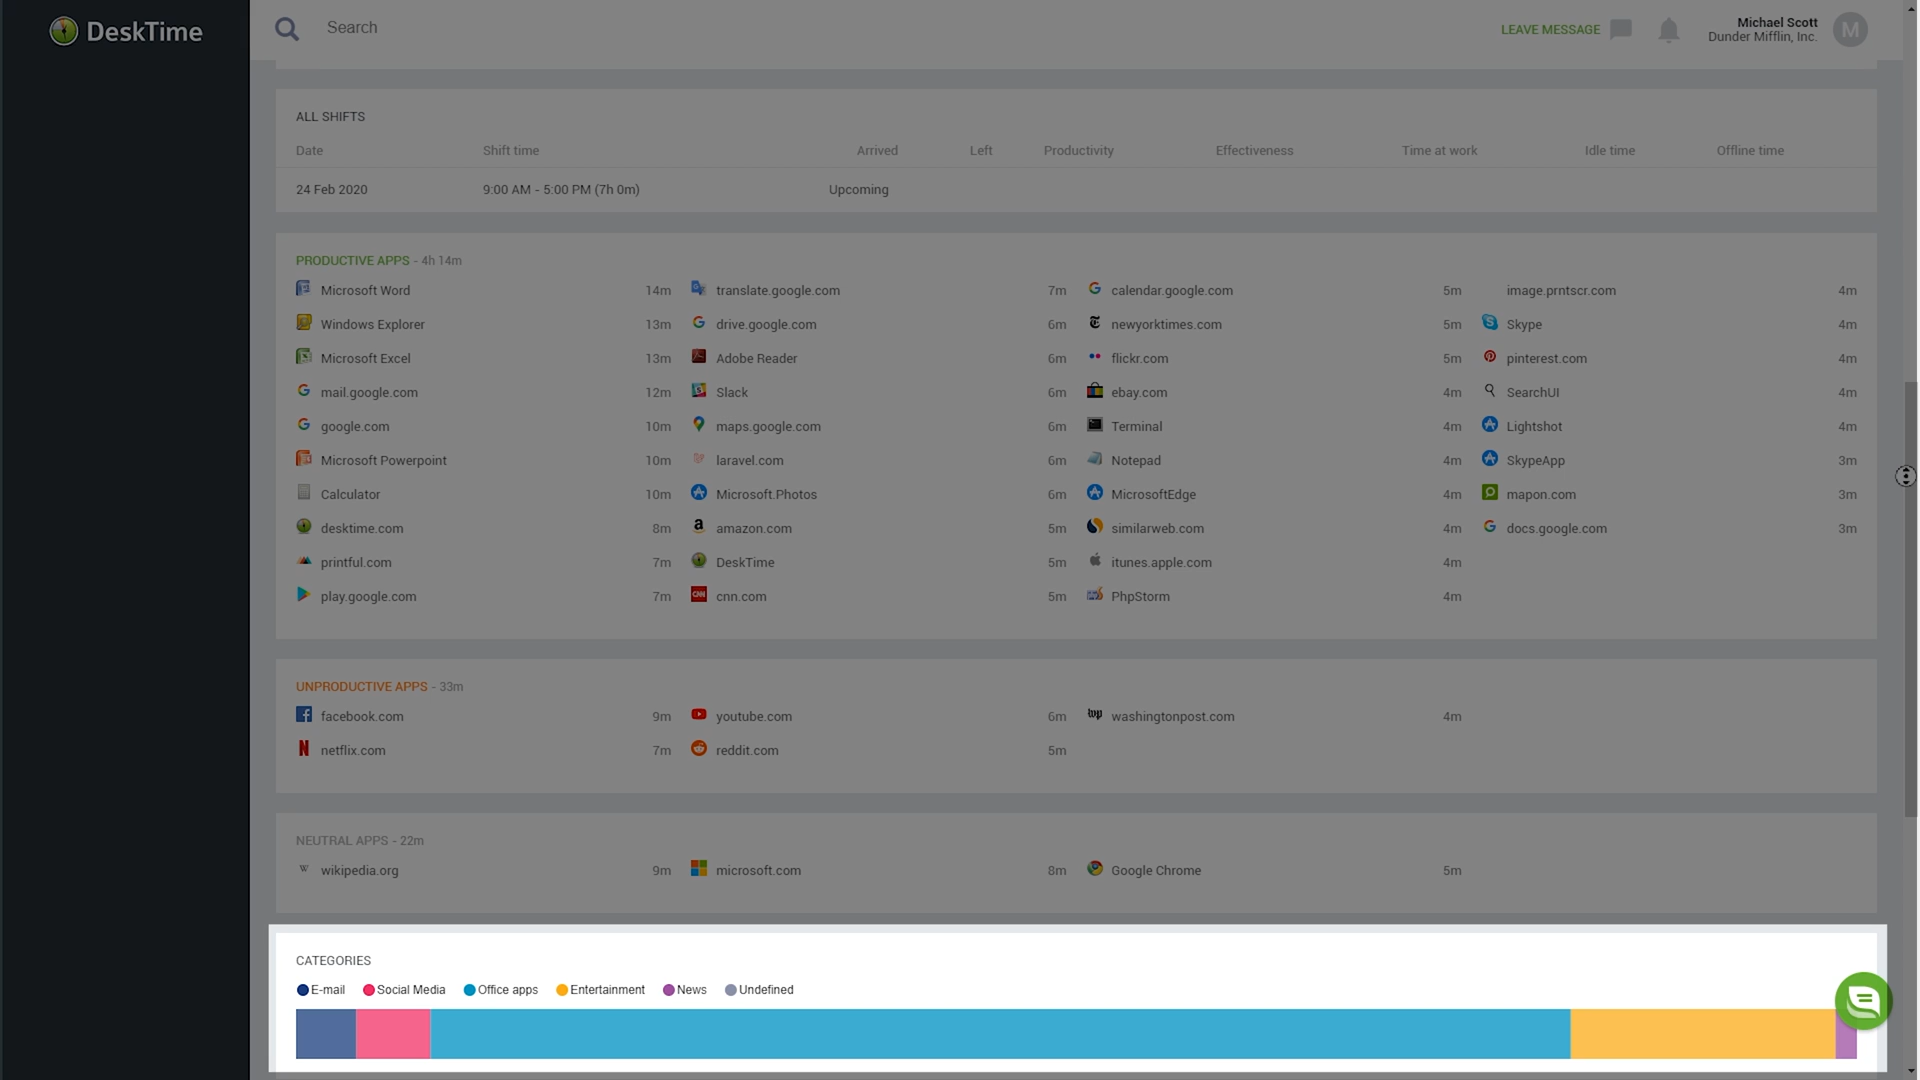 DeskTime
Search
LEAVE MESSAGE
Michael Scott
Dunder Mifflin, Inc.
M
ALL SHIFTS
Date Shift time Arrived Left Productivity Effectiveness Time at work Idle time Offline time
24 Feb 2020 9:00 AM - 5:00 PM (7h 0m) Upcoming
PRODUCTIVE APPS - 4h 14m
Microsoft Word 14m translate.google.com 7m calendar.google.com 5m image.prntscr.com 4m
Windows Explorer 13m drive.google.com 6m newyorktimes.com 5m Skype 4m
Microsoft Excel 13m Adobe Reader 6m flickr.com 5m pinterest.com 4m
mail.google.com 12m Slack 6m ebay.com 4m SearchUI 4m
google.com 10m maps.google.com 6m Terminal 4m Lightshot 4m
Microsoft Powerpoint 10m laravel.com 6m Notepad 4m SkypeApp 3m
Calculator 10m Microsoft.Photos 6m MicrosoftEdge 4m mapon.com 3m
desktime.com 8m amazon.com 5m similarweb.com 4m docs.google.com 3m
printful.com 7m DeskTime 5m itunes.apple.com 4m
play.google.com 7m cnn.com 5m PhpStorm 4m
UNPRODUCTIVE APPS - 33m
facebook.com 9m youtube.com 6m washingtonpost.com 4m
netflix.com 7m reddit.com 5m
NEUTRAL APPS - 22m
wikipedia.org 9m microsoft.com 8m Google Chrome 5m
CATEGORIES
E-mail Social Media Office apps Entertainment News Undefined